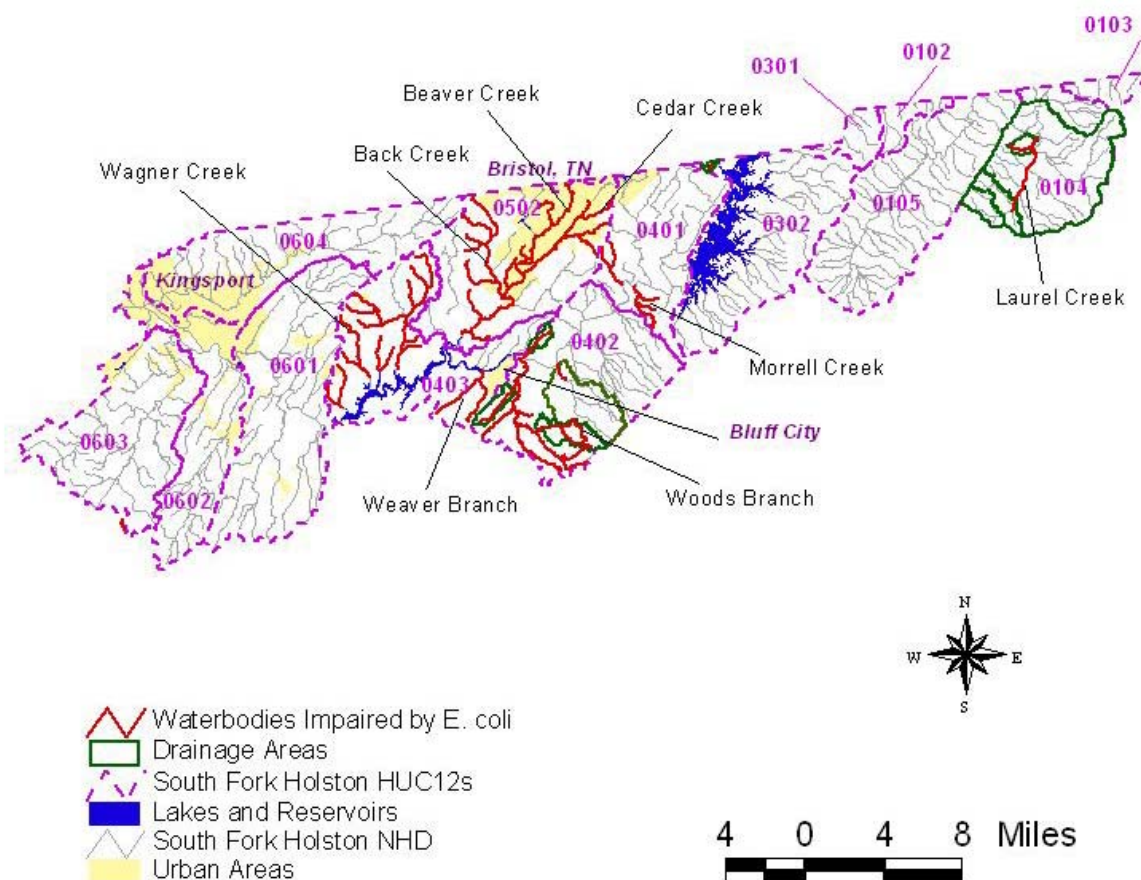 0103
0102
0301
Beaver Creek
Cedar Creek
Back Creek
Bristol, TN
Wagner Creek
0502
0104
0401
0105
0302
0604
Kingsport
Laurel Creek
0402
0601
Morrell Creek
0403
Bluff City
0603
0602
Weaver Branch
Woods Branch
N
W E
S
Waterbodies Impaired by E. coli
Drainage Areas
South Fork Holston HUC12s
Lakes and Reservoirs
South Fork Holston NHD
Urban Areas
4 0 4 8 Miles